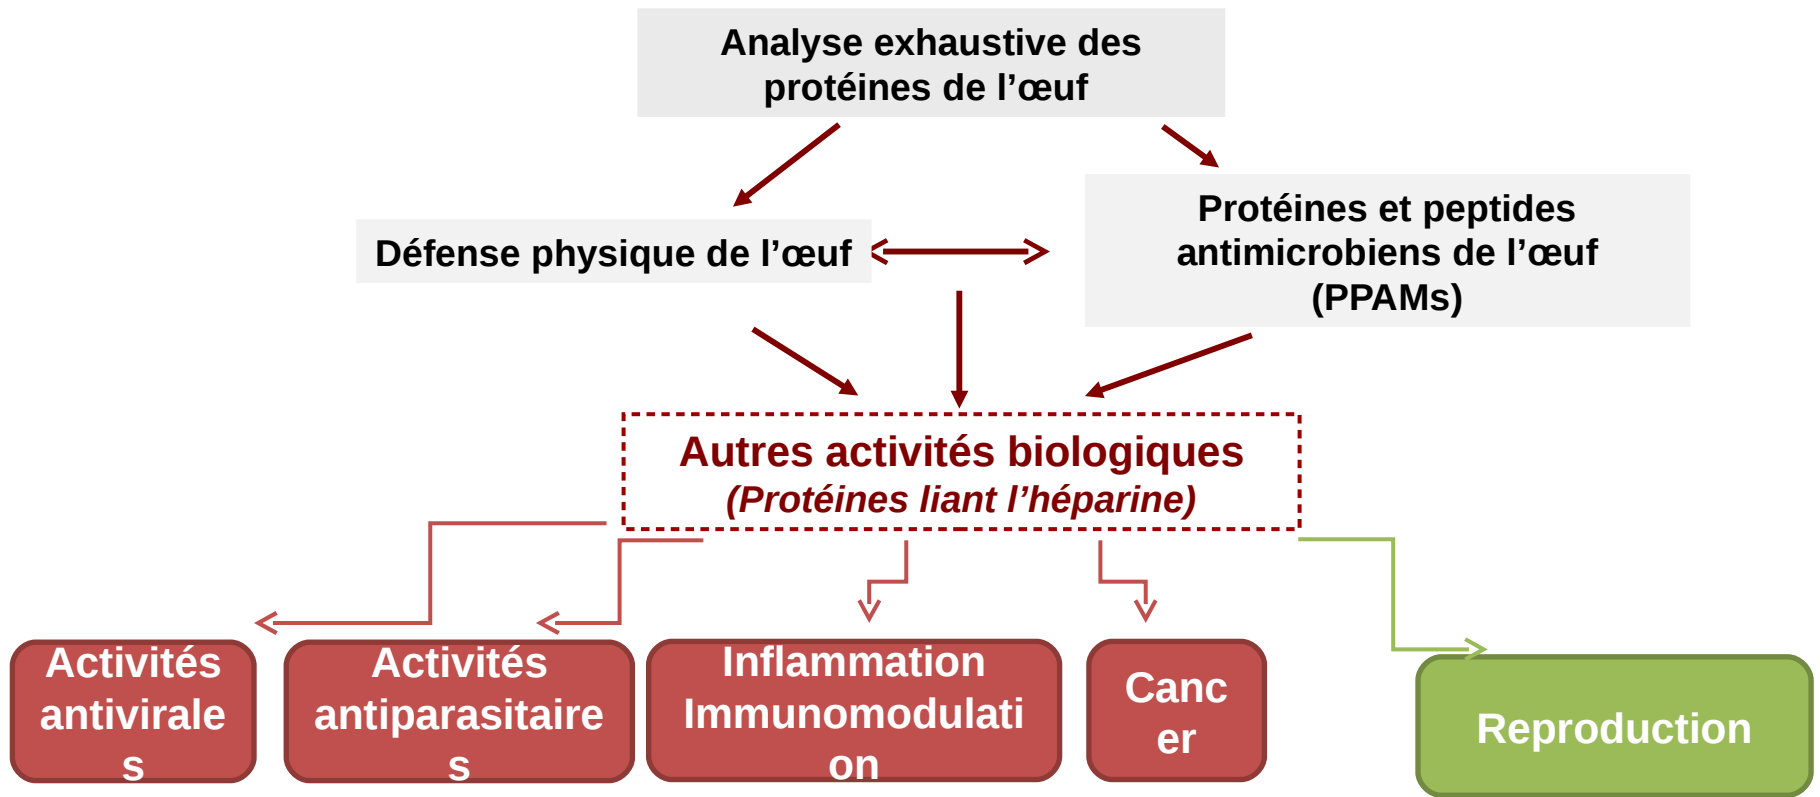 Analyse exhaustive des
protéines de l’œuf
Protéines et peptides
antimicrobiens de l’œuf
(PPAMs)
Défense physique de l’œuf
Autres activités biologiques
(Protéines liant l’héparine)
Activités
antivirale
s
Activités
antiparasitaire
s
Inflammation
Immunomodulati
on
Canc
er
Reproduction